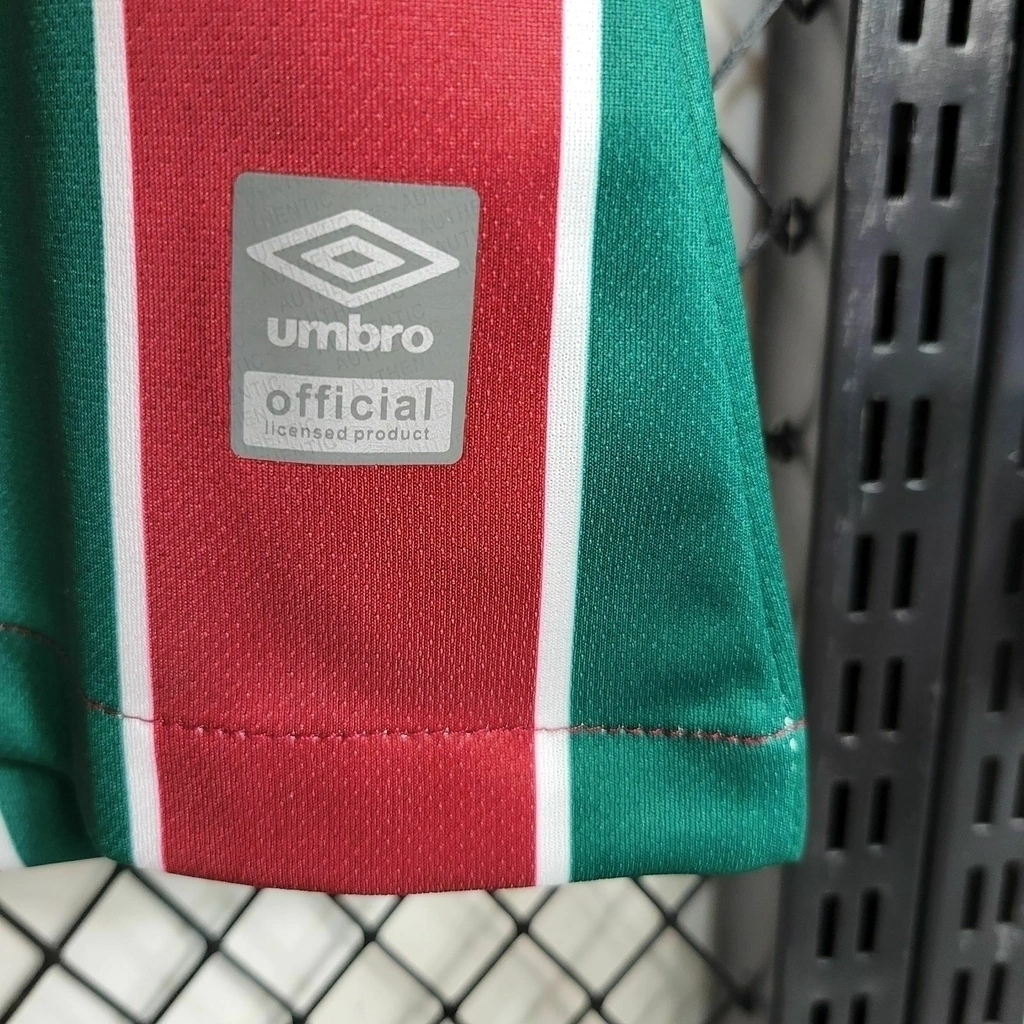 umbro
official
licensed product